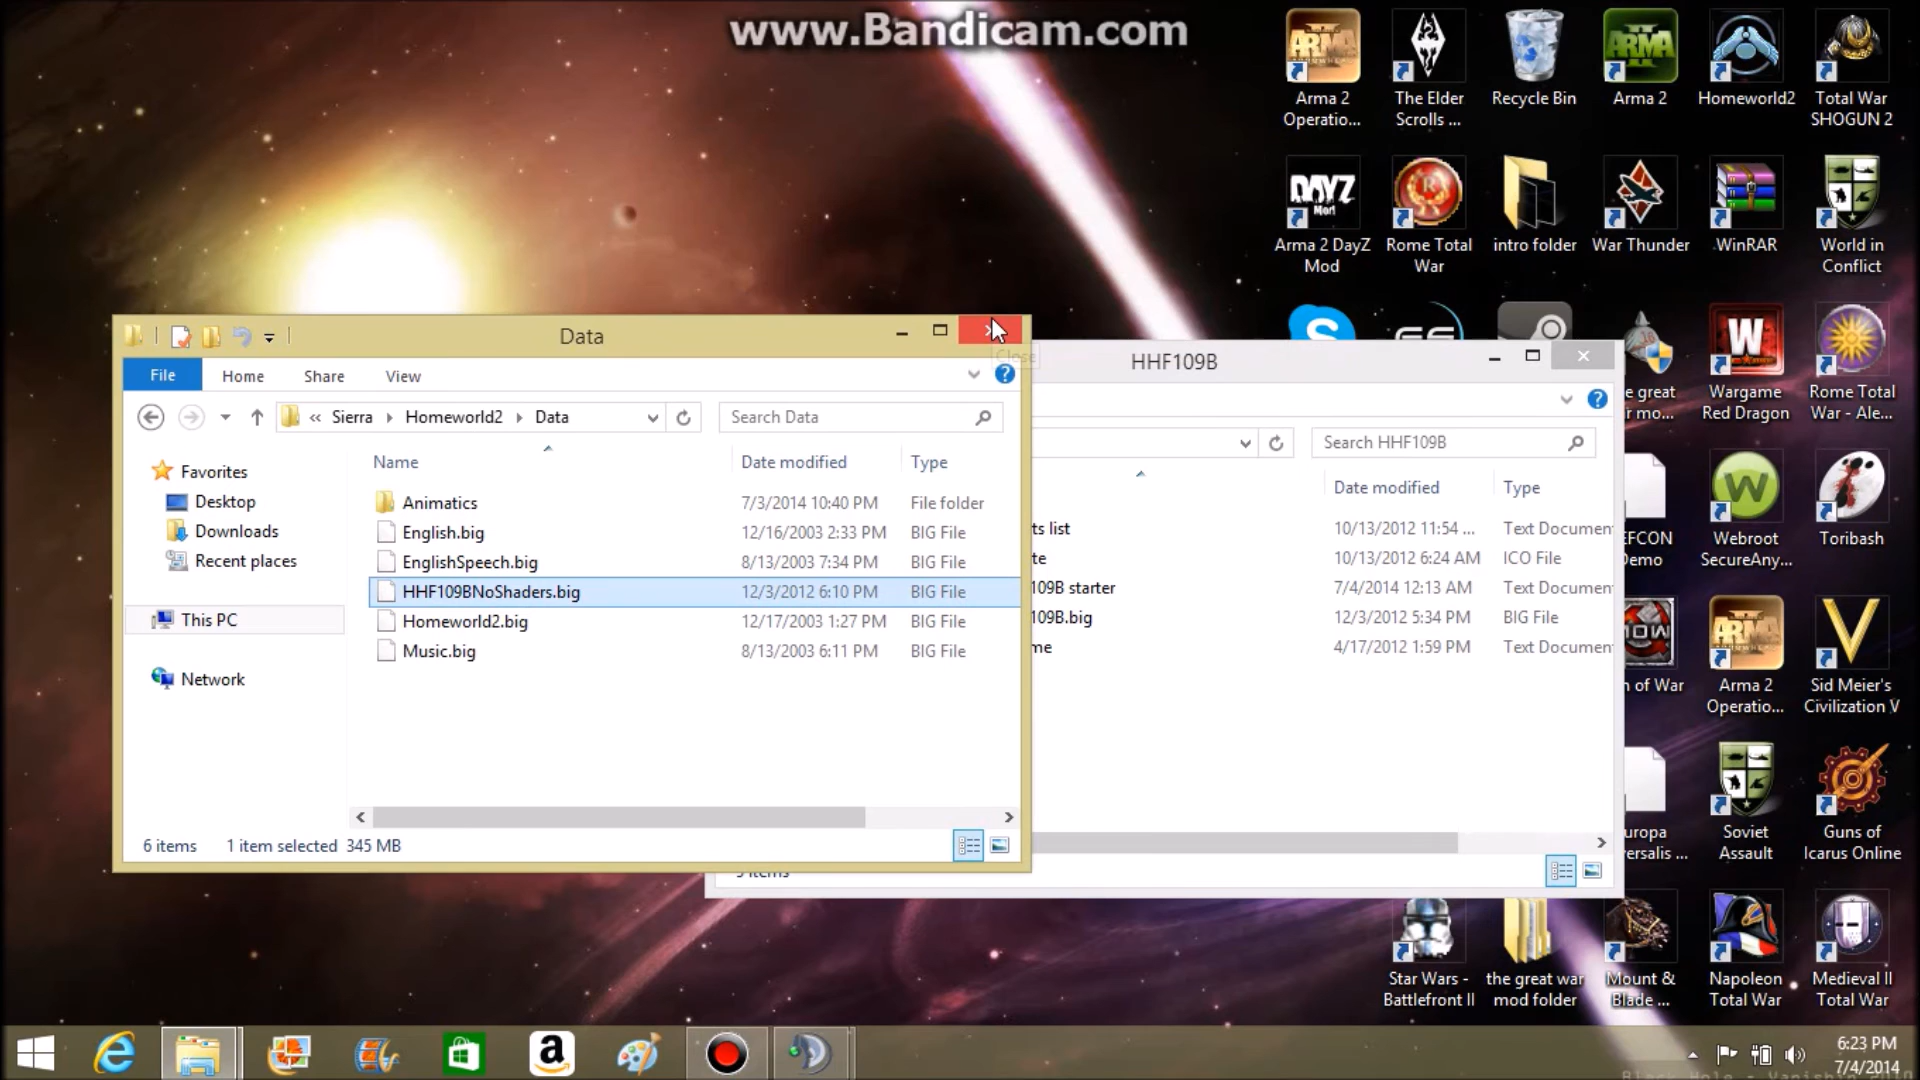 www.Bandicam.com
Arma 2 Operatio...
The Elder Scrolls ...
Recycle Bin
Arma 2
Homeworld2
Total War SHOGUN 2
DAYZ
Mod
Arma 2 DayZ Mod
Rome Total War
intro folder
War Thunder
WinRAR
World in Conflict
Data
Close
File
Home
Share
View
« Sierra Homeworld2 Data
Search Data
Favorites
Desktop
Downloads
Recent places
This PC
Network
Name Date modified Type
Animatics 7/3/2014 10:40 PM File folder
English.big 12/16/2003 2:33 PM BIG File
EnglishSpeech.big 8/13/2003 7:34 PM BIG File
HHF109BNoShaders.big 12/3/2012 6:10 PM BIG File
Homeworld2.big 12/17/2003 1:27 PM BIG File
Music.big 8/13/2003 6:11 PM BIG File
6 items 1 item selected 345 MB
HHF109B
Search HHF109B
Date modified Type
ts list 10/13/2012 11:54 ... Text Documen
te 10/13/2012 6:24 AM ICO File
109B starter 7/4/2014 12:13 AM Text Documen
109B.big 12/3/2012 5:34 PM BIG File
me 4/17/2012 1:59 PM Text Documen
items
e great
r mo...
Wargame Red Dragon
Rome Total War - Ale...
EFCON
Demo
Webroot SecureAny...
Toribash
n of War
Arma 2 Operatio...
Sid Meier's Civilization V
uropa
ersalis ...
Soviet Assault
Guns of Icarus Online
Star Wars - Battlefront II
the great war mod folder
Mount & Blade ...
Napoleon Total War
Medieval II Total War
6:23 PM
7/4/2014